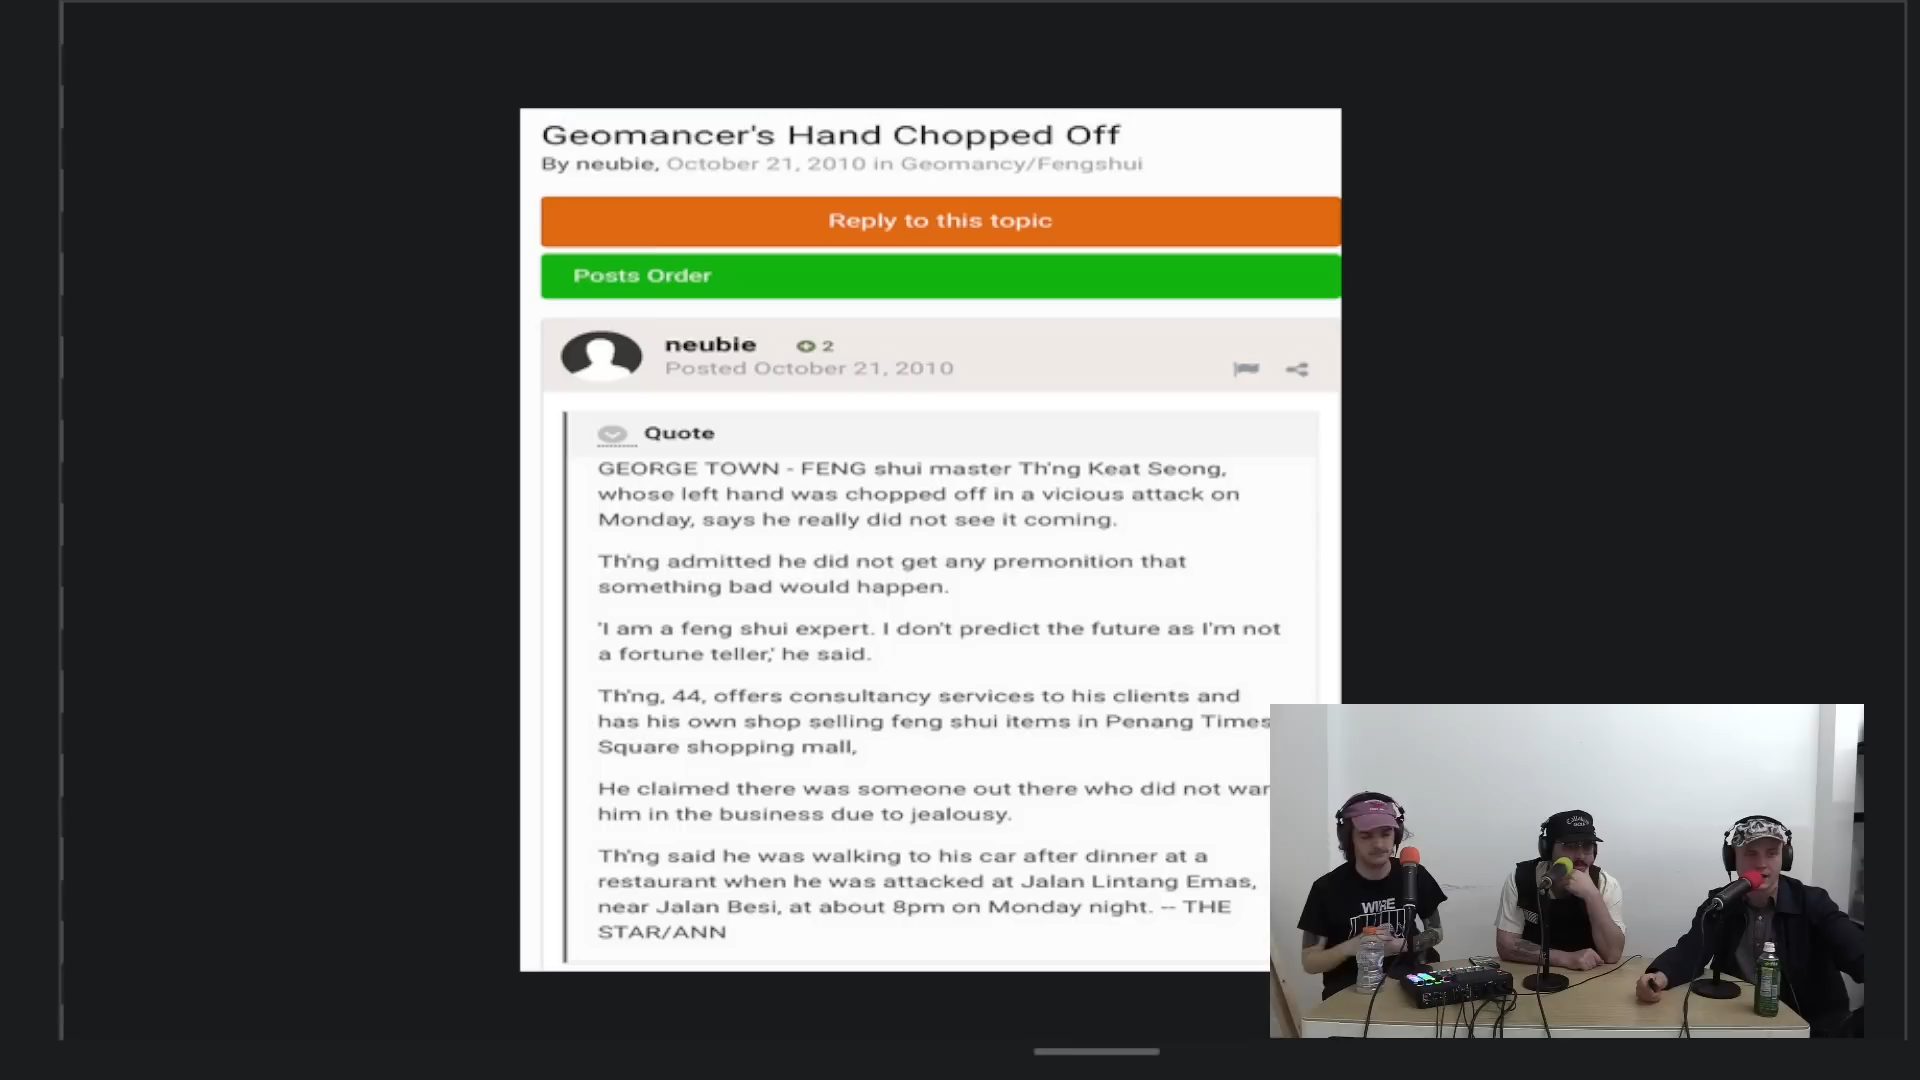 Geomancer's Hand Chopped Off
By neubie, October 21, 2010 in Geomancy/Fengshui
Reply to this topic
Posts Order
neubie 2
Posted October 21, 2010
Quote
GEORGE TOWN - FENG shui master Th'ng Keat Seong,
whose left hand was chopped off in a vicious attack on
Monday, says he really did not see it coming.
Th'ng admitted he did not get any premonition that
something bad would happen.
'I am a feng shui expert. I don't predict the future as I'm not
a fortune teller,' he said.
Th'ng, 44, offers consultancy services to his clients and
has his own shop selling feng shui items in Penang Times
Square shopping mall,
He claimed there was someone out there who did not wan
him in the business due to jealousy.
Th'ng said he was walking to his car after dinner at a
restaurant when he was attacked at Jalan Lintang Emas,
near Jalan Besi, at about 8pm on Monday night. -- THE
STAR/ANN
WIRE